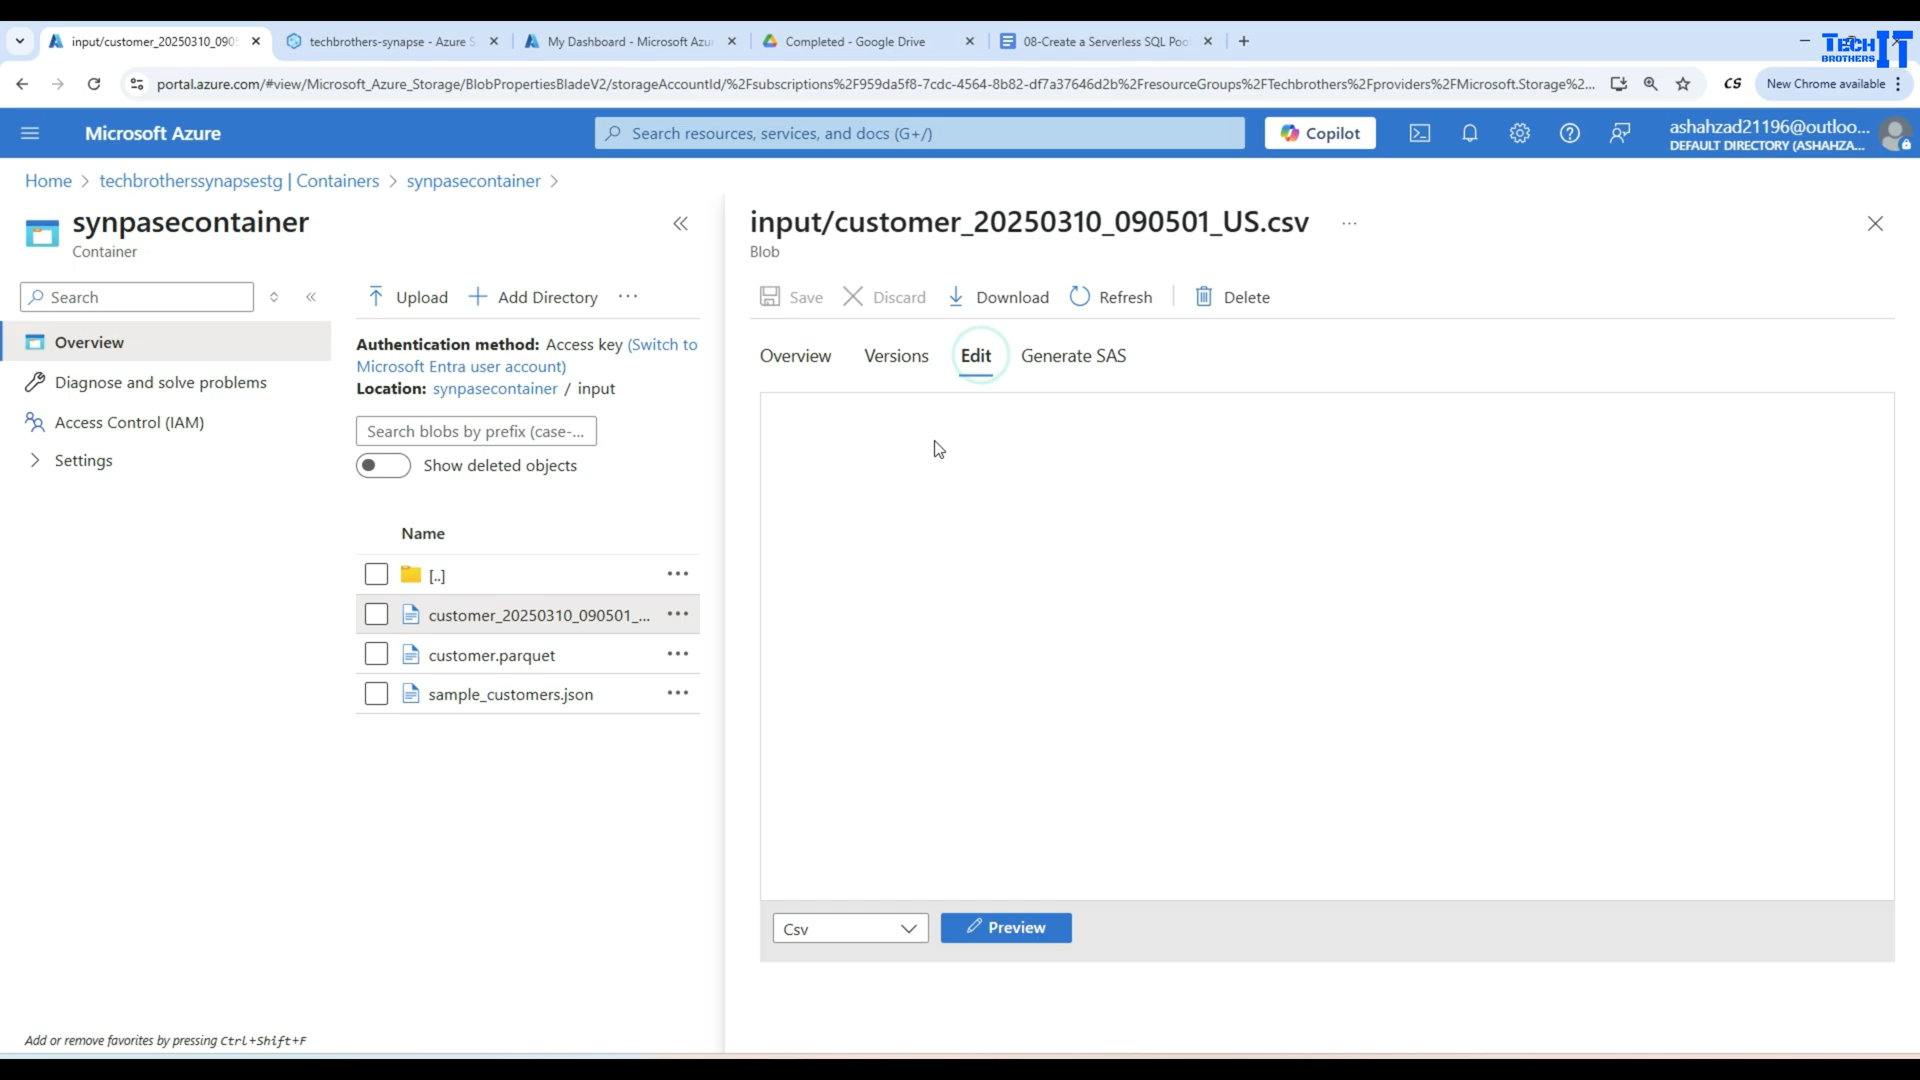 input/customer_20250310_090
techbrothers-synapse - Azure S
My Dashboard - Microsoft Azur
Completed - Google Drive
08-Create a Serverless SQL Poo
TECH IT
BROTHERS
portal.azure.com/#view/Microsoft_Azure_Storage/BlobPropertiesBladeV2/storageAccountId/%2Fsubscriptions%2F959da5f8-7cdc-4564-8b82-df7a37646d2b%2FresourceGroups%2FTechbrothers%2Fproviders%2FMicrosoft.Storage%2...
CS
New Chrome available
Microsoft Azure
Search resources, services, and docs (G+/)
Copilot
ashahzad21196@outloo...
DEFAULT DIRECTORY (ASHAHZA...
Home > techbrotherssynapsestg | Containers > synpasecontainer >
synpasecontainer
Container
Search
Overview
Diagnose and solve problems
Access Control (IAM)
Settings
Add or remove favorites by pressing Ctrl+Shift+F
Upload
Add Directory
Authentication method: Access key (Switch to
Microsoft Entra user account)
Location: synpasecontainer / input
Search blobs by prefix (case-...
Show deleted objects
Name
[..]
customer_20250310_090501_...
customer.parquet
sample_customers.json
input/customer_20250310_090501_US.csv
Blob
Save
Discard
Download
Refresh
Delete
Overview
Versions
Edit
Generate SAS
Csv
Preview